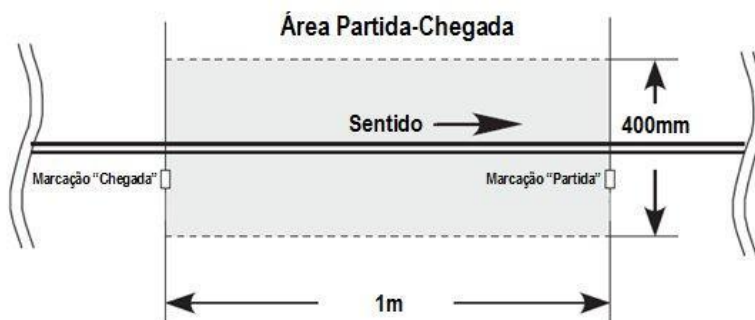 Área Partida-Chegada
Sentido
400mm
Marcação “Chegada”
Marcação “Partida”
1m